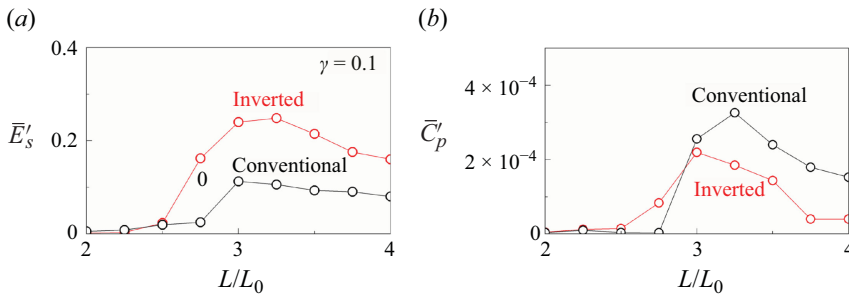 (a)
0.4
γ = 0.1
Inverted
Ē′s
0.2
Conventional
0
0
2
3
4
L/L0
(b)
4 × 10⁻⁴
Conventional
C̄′p
2 × 10⁻⁴
Inverted
0
2
3
4
L/L0